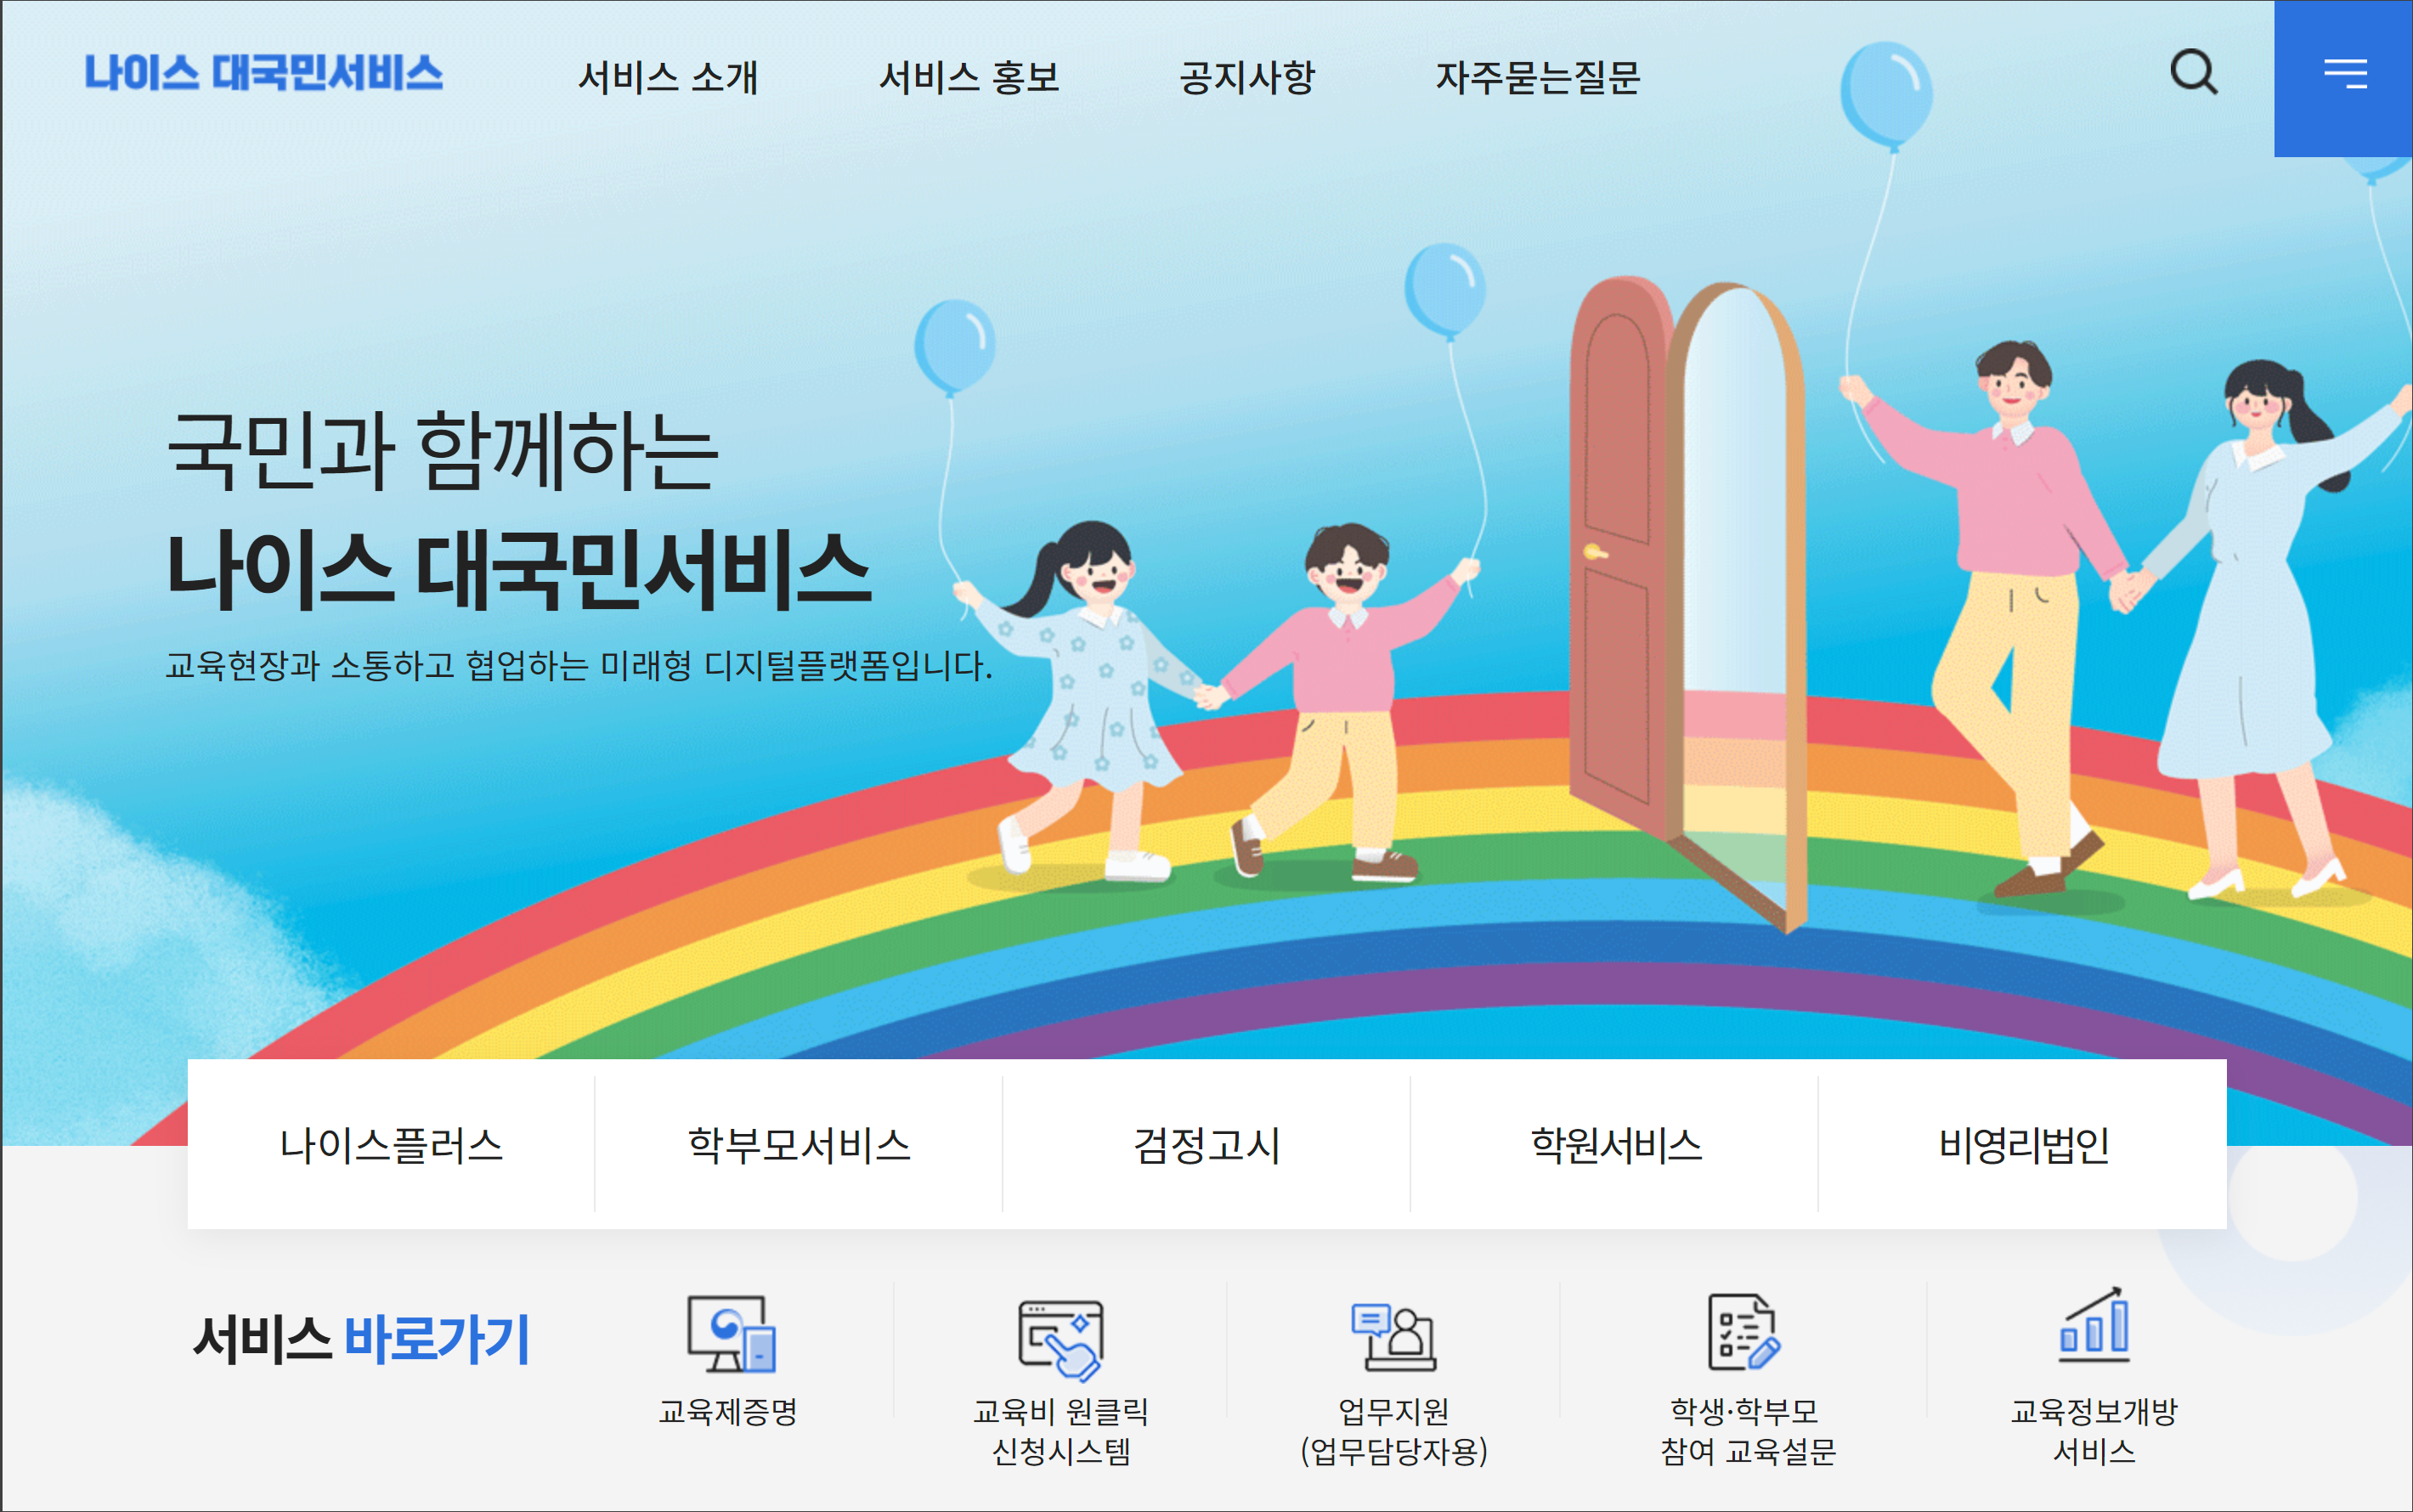 나이스 대국민서비스
서비스 소개
서비스 홍보
공지사항
자주묻는질문
국민과 함께하는
나이스 대국민서비스
교육현장과 소통하고 협업하는 미래형 디지털플랫폼입니다.
나이스플러스
학부모서비스
검정고시
학원서비스
비영리법인
서비스 바로가기
교육제증명
교육비 원클릭
신청시스템
업무지원
(업무담당자용)
학생·학부모
참여 교육설문
교육정보개방
서비스